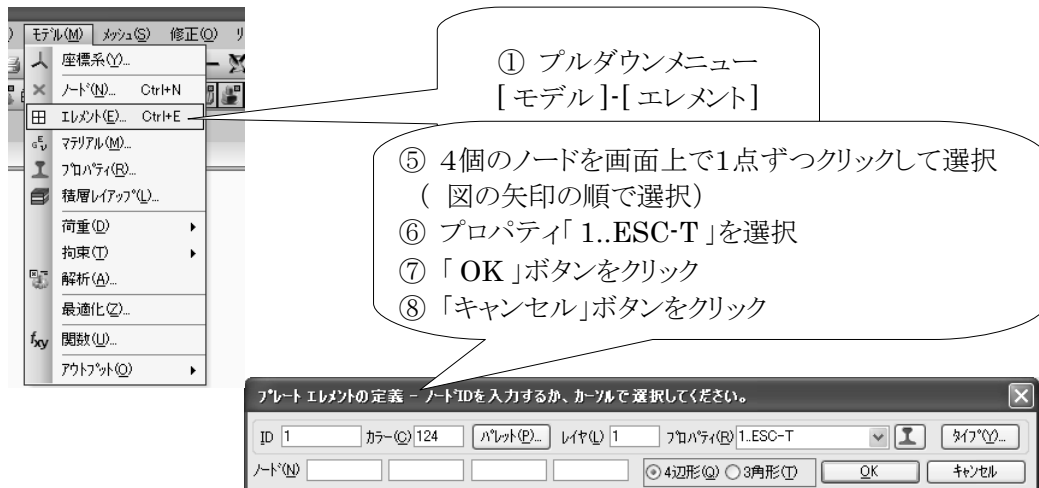 モデル(M) メッシュ(S) 修正(O)
座標系(Y)...
ノード(N)... Ctrl+N
エレメント(E)... Ctrl+E
マテリアル(M)...
プロパティ(R)...
積層レイアップ(L)...
荷重(D)
拘束(T)
解析(A)...
最適化(Z)...
関数(U)...
アウトプット(O)
① プルダウンメニュー
[ モデル ]-[ エレメント ]
⑤ 4個のノードを画面上で1点ずつクリックして選択
( 図の矢印の順で選択)
⑥ プロパティ「 1..ESC-T 」を選択
⑦ 「 OK 」ボタンをクリック
⑧ 「キャンセル」ボタンをクリック
プレート エレメントの定義 - ノードIDを入力するか、カーソルで選択してください。
ID 1 カラー(C) 124 パレット(P)... レイヤ(L) 1 プロパティ(R) 1..ESC-T タイプ(Y)...
ノード(N) 4辺形(Q) 3角形(T) OK キャンセル